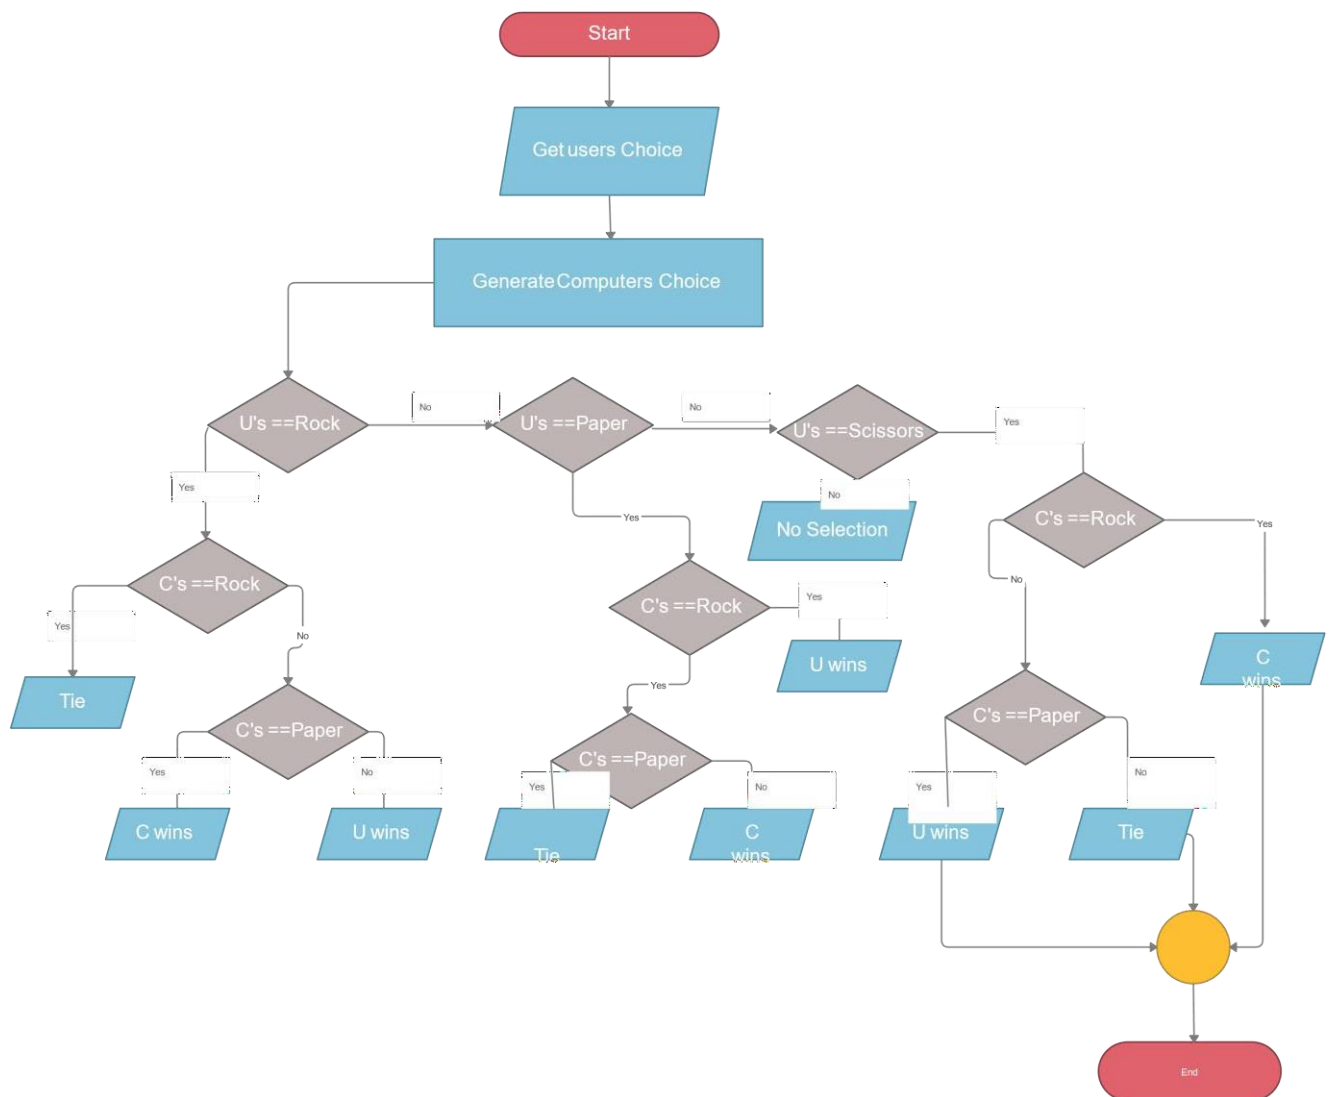 Start
Get users Choice
Generate Computers Choice
No
No
Yes
U's ==Rock
U's ==Paper
U's ==Scissors
Yes
No
Yes
No Selection
C's ==Rock
Yes
C's ==Rock
C's ==Rock
Yes
No
Yes
No
U wins
C
wins
Yes
Tie
C's ==Paper
C's ==Paper
C's ==Paper
Yes
No
Yes
No
Yes
No
C wins
U wins
Tie
C
wins
U wins
Tie
End